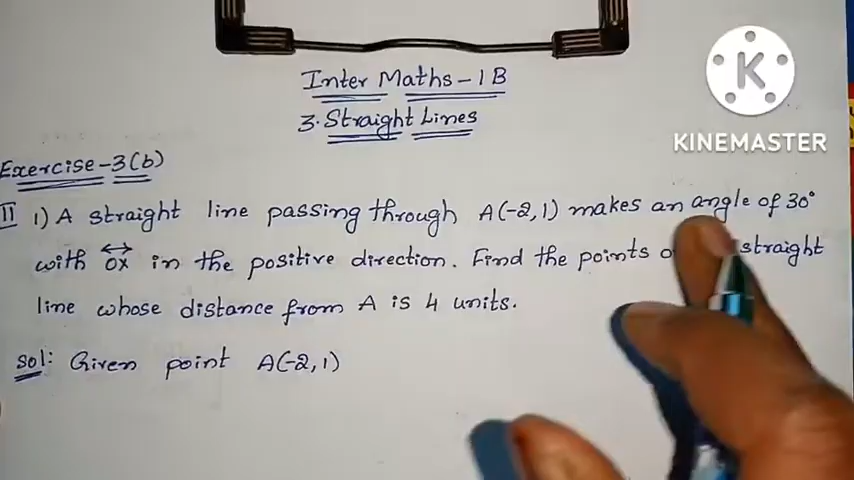 Inter Maths-1B
3. Straight Lines
K
KINEMASTER
Exercise-3(b)
II 1) A straight line passing through A(-2,1) makes an angle of 30°
with OX in the positive direction. Find the points straight
line whose distance from A is 4 units.
Sol: Given point A(-2,1)